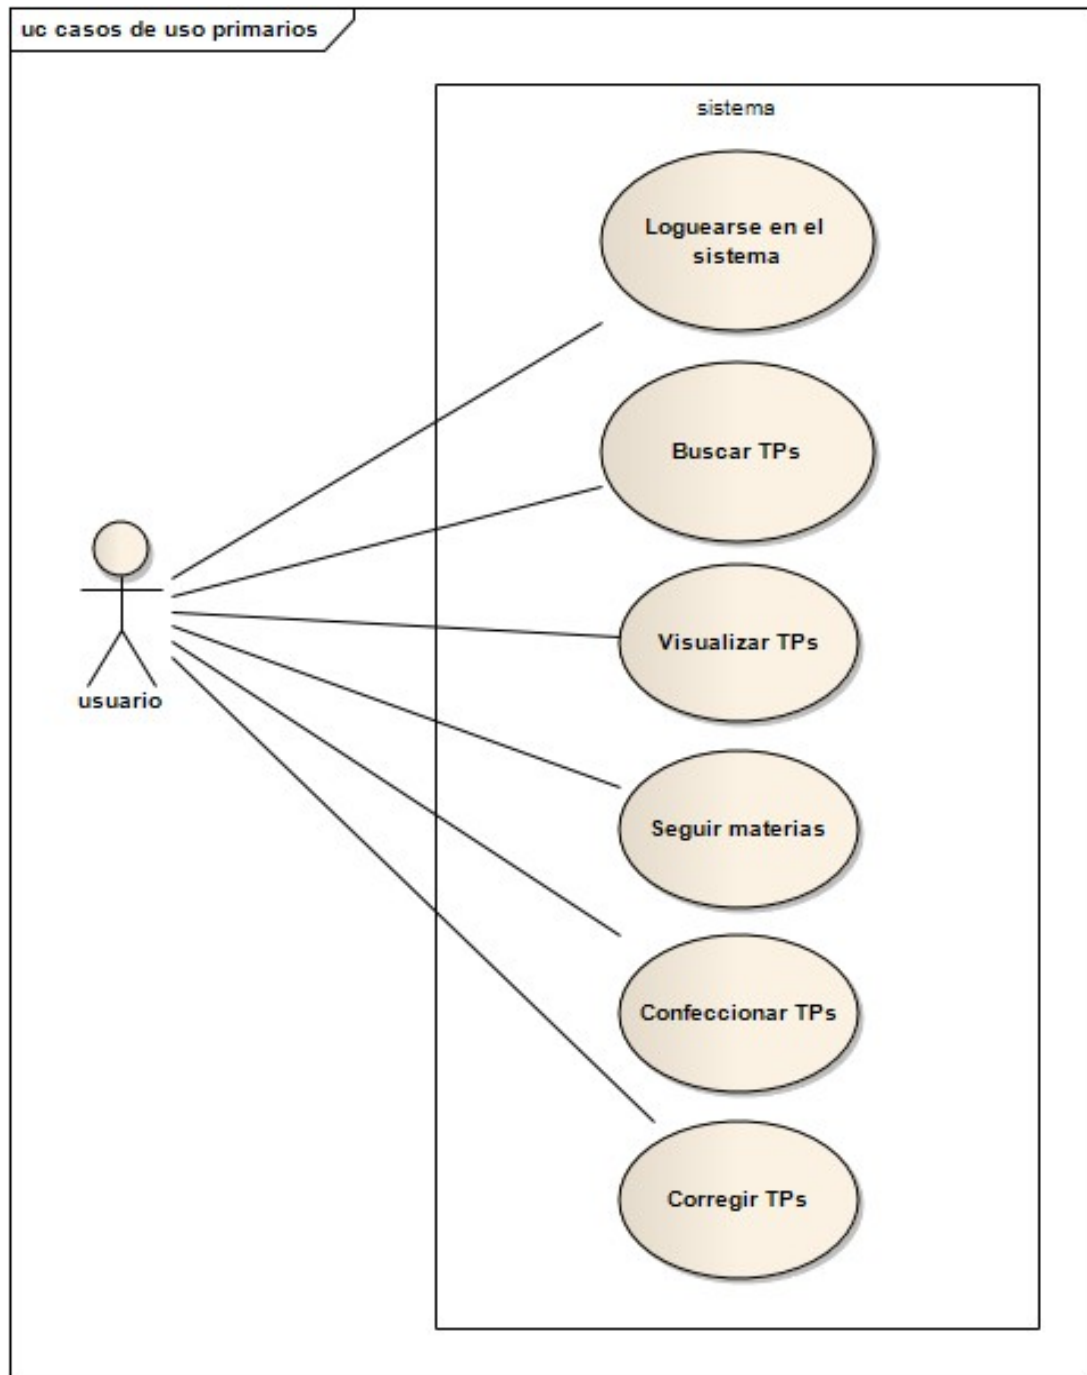 uc casos de uso primarios
sistema
Loguearse en el
sistema
Buscar TPs
Visualizar TPs
usuario
Seguir materias
Confeccionar TPs
Corregir TPs